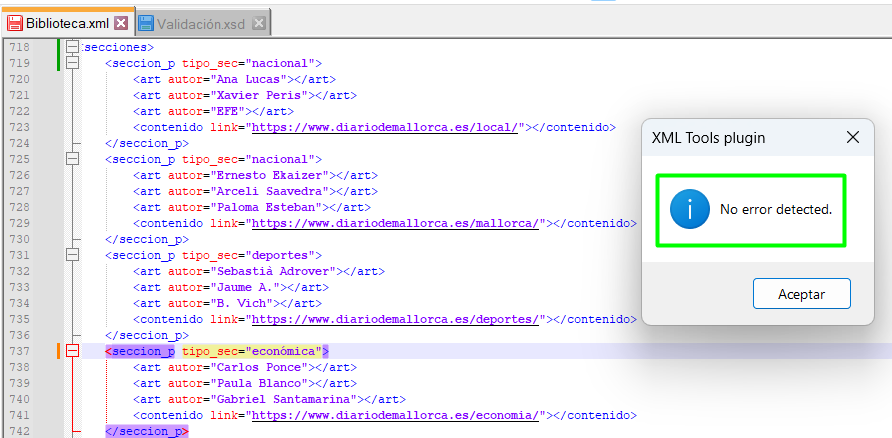 Biblioteca.xml Validación.xsd
718 :secciones>
719 <seccion_p tipo_sec="nacional">
720 <art autor="Ana Lucas"></art>
721 <art autor="Xavier Peris"></art>
722 <art autor="EFE"></art>
723 <contenido link="https://www.diariodemallorca.es/local/"></contenido>
724 </seccion_p>
725 <seccion_p tipo_sec="nacional">
726 <art autor="Ernesto Ekaizer"></art>
727 <art autor="Arceli Saavedra"></art>
728 <art autor="Paloma Esteban"></art>
729 <contenido link="https://www.diariodemallorca.es/mallorca/"></contenido>
730 </seccion_p>
731 <seccion_p tipo_sec="deportes">
732 <art autor="Sebastià Adrover"></art>
733 <art autor="Jaume A."></art>
734 <art autor="B. Vich"></art>
735 <contenido link="https://www.diariodemallorca.es/deportes/"></contenido>
736 </seccion_p>
737 <seccion_p tipo_sec="económica">
738 <art autor="Carlos Ponce"></art>
739 <art autor="Paula Blanco"></art>
740 <art autor="Gabriel Santamarina"></art>
741 <contenido link="https://www.diariodemallorca.es/economia/"></contenido>
742 </seccion_p>
XML Tools plugin
No error detected.
Aceptar